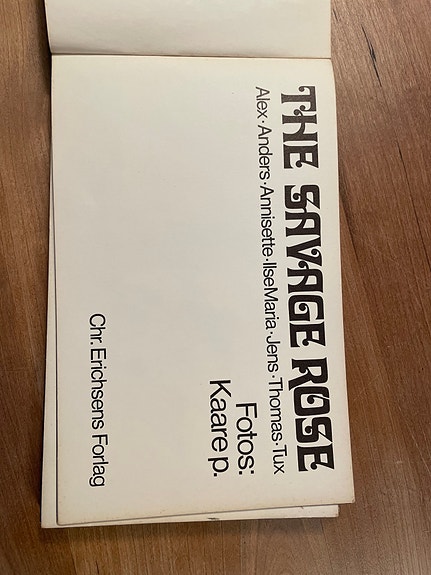 THE SAVAGE ROSE
Alex·Anders·Annisette·IlseMaria·Jens·Thomas·Tux
Fotos:
Kaare p.
Chr. Erichsens Forlag